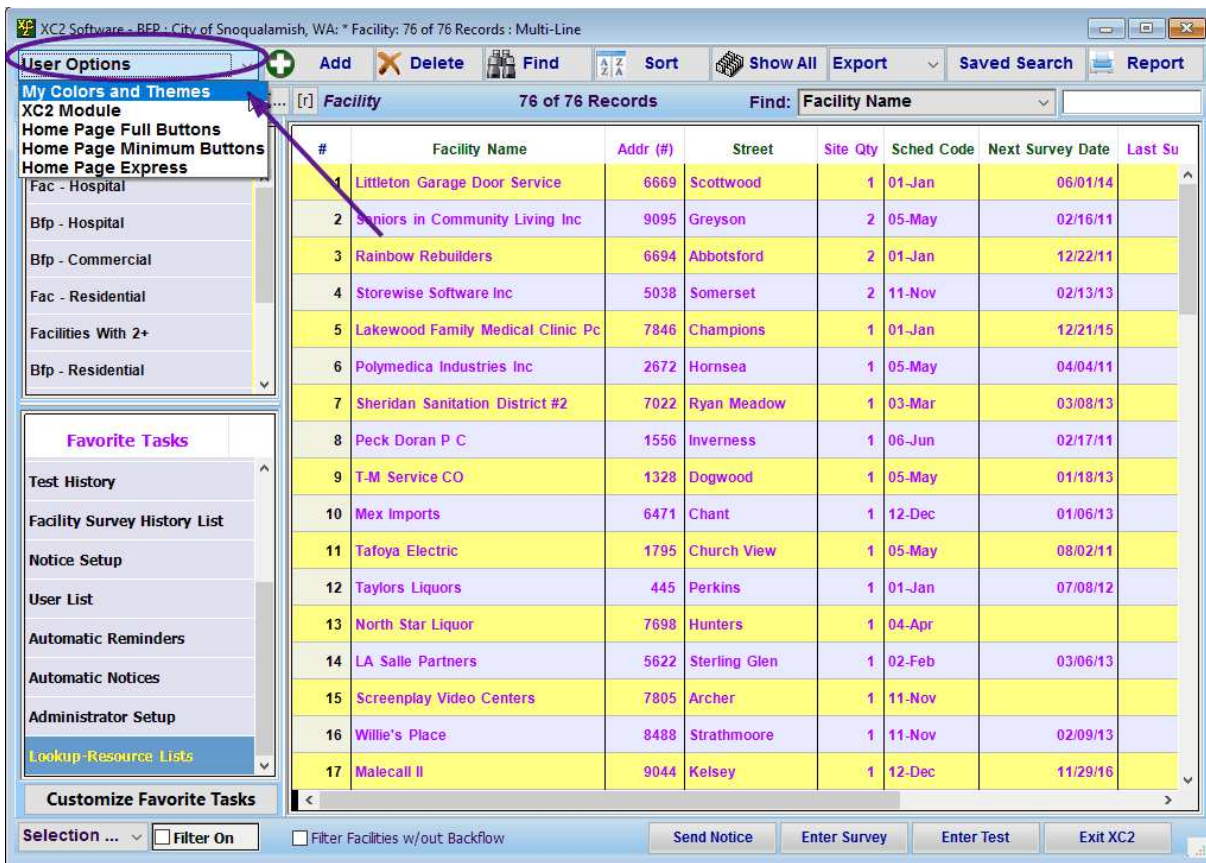 XC2 Software - BFP : City of Snoqualamish, WA: * Facility: 76 of 76 Records : Multi-Line
User Options Add Delete Find Sort Show All Export Saved Search Report
My Colors and Themes
XC2 Module
Home Page Full Buttons
Home Page Minimum Buttons
Home Page Express
... [r] Facility 76 of 76 Records Find: Facility Name
Fac - Hospital
Bfp - Hospital
Bfp - Commercial
Fac - Residential
Facilities With 2+
Bfp - Residential
Favorite Tasks
Test History
Facility Survey History List
Notice Setup
User List
Automatic Reminders
Automatic Notices
Administrator Setup
Lookup-Resource Lists
Customize Favorite Tasks
# Facility Name Addr (#) Street Site Qty Sched Code Next Survey Date Last Su
1 Littleton Garage Door Service 6669 Scottwood 1 01-Jan 06/01/14
2 Seniors in Community Living Inc 9095 Greyson 2 05-May 02/16/11
3 Rainbow Rebuilders 6694 Abbotsford 2 01-Jan 12/22/11
4 Storewise Software Inc 5038 Somerset 2 11-Nov 02/13/13
5 Lakewood Family Medical Clinic Pc 7846 Champions 1 01-Jan 12/21/15
6 Polymedica Industries Inc 2672 Hornsea 1 05-May 04/04/11
7 Sheridan Sanitation District #2 7022 Ryan Meadow 1 03-Mar 03/08/13
8 Peck Doran P C 1556 Inverness 1 06-Jun 02/17/11
9 T-M Service CO 1328 Dogwood 1 05-May 01/18/13
10 Mex Imports 6471 Chant 1 12-Dec 01/06/13
11 Tafoya Electric 1795 Church View 1 05-May 08/02/11
12 Taylors Liquors 445 Perkins 1 01-Jan 07/08/12
13 North Star Liquor 7698 Hunters 1 04-Apr
14 LA Salle Partners 5622 Sterling Glen 1 02-Feb 03/06/13
15 Screenplay Video Centers 7805 Archer 1 11-Nov
16 Willie's Place 8488 Strathmoore 1 11-Nov 02/09/13
17 Malecall II 9044 Kelsey 1 12-Dec 11/29/16
Selection ... Filter On Filter Facilities w/out Backflow Send Notice Enter Survey Enter Test Exit XC2